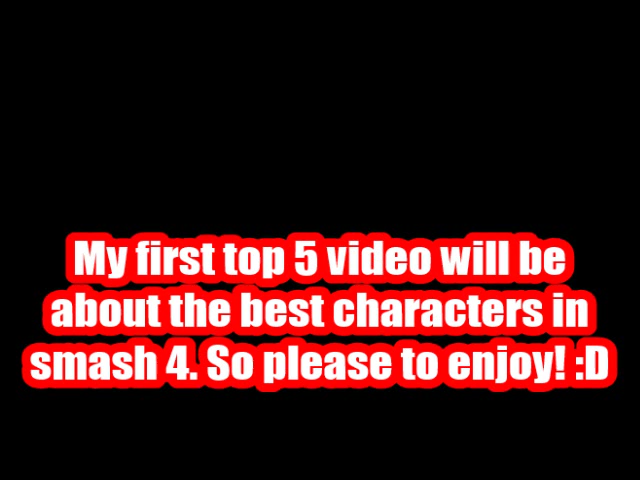 My first top 5 video will be
about the best characters in
smash 4. So please to enjoy! :D